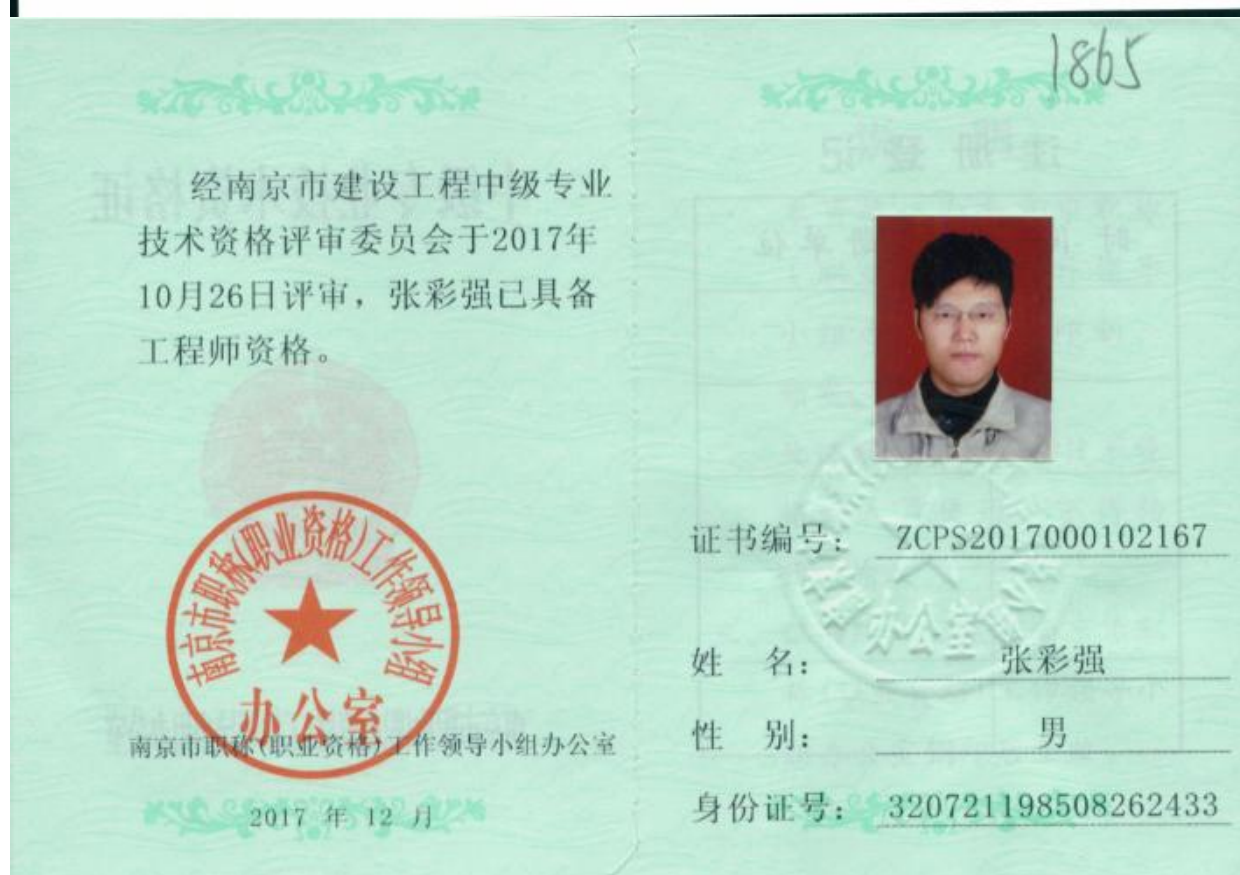 1865
经南京市建设工程中级专业
技术资格评审委员会于2017年
10月26日评审，张彩强已具备
工程师资格。
南京市职称(职业资格)工作领导小组
办公室
南京市职称(职业资格)工作领导小组办公室
2017 年 12 月
证书编号: ZCPS2017000102167
办公室
姓 名: 张彩强
性 别: 男
身份证号: 320721198508262433